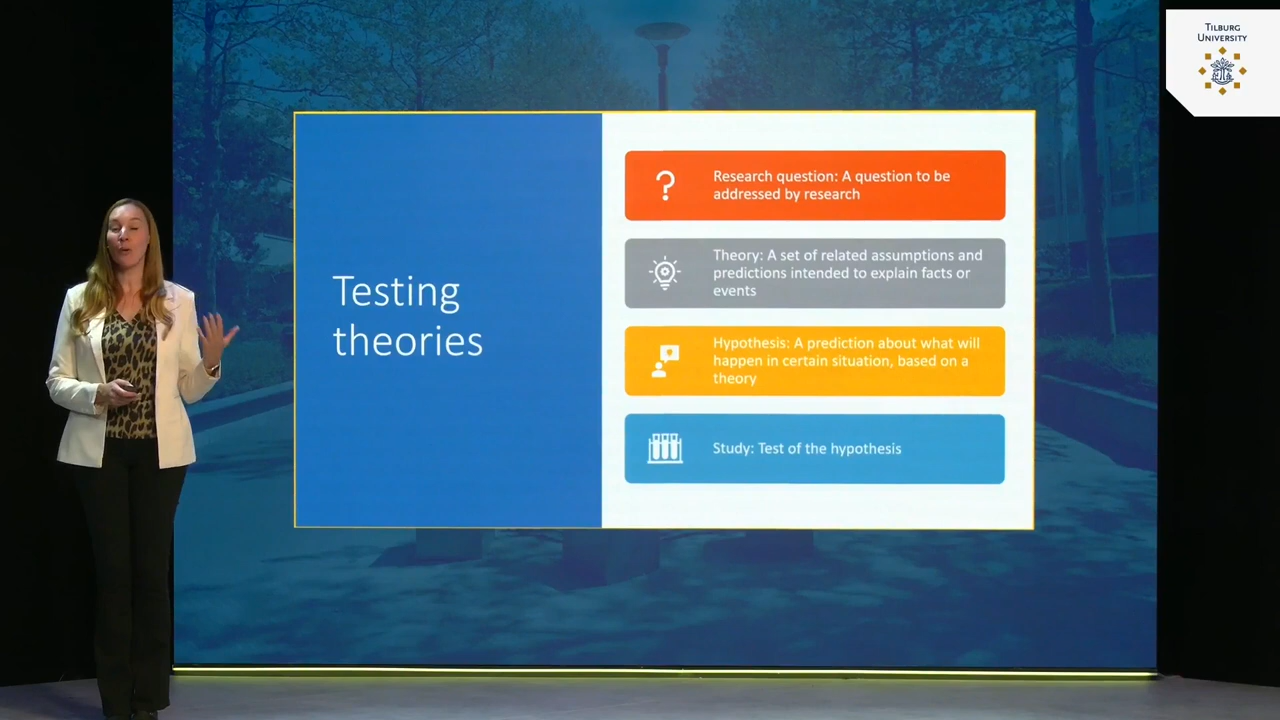 TILBURG
UNIVERSITY
Testing
theories
Research question: A question to be
addressed by research
Theory: A set of related assumptions and
predictions intended to explain facts or
events
Hypothesis: A prediction about what will
happen in certain situation, based on a
theory
Study: Test of the hypothesis